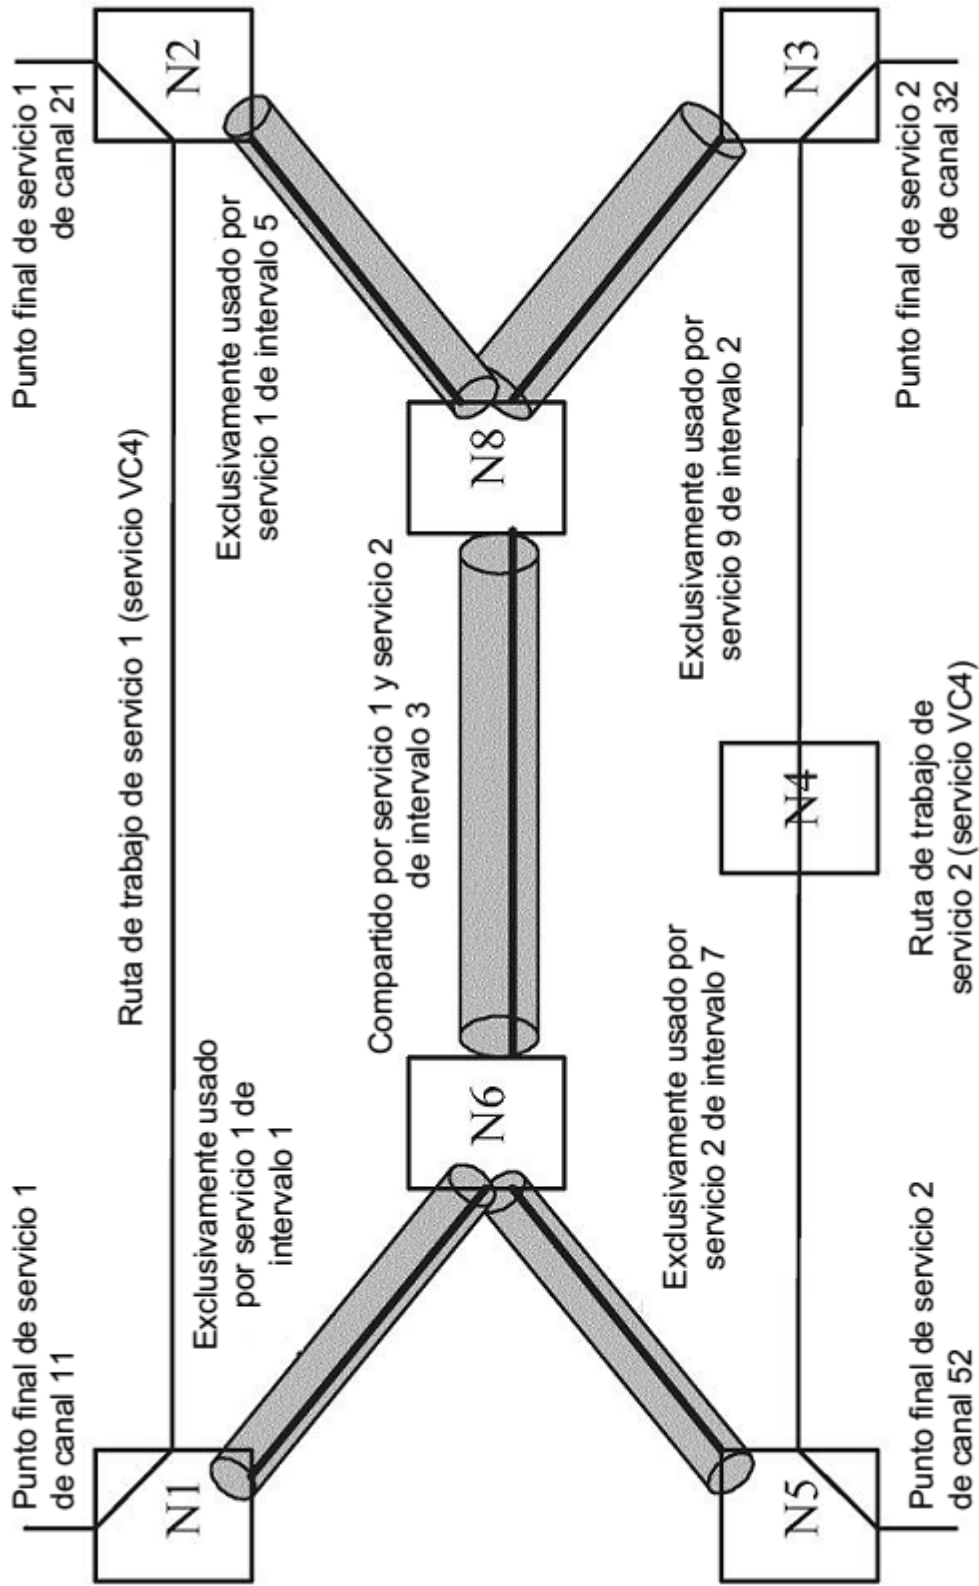 Punto final de servicio 1
de canal 11
N1
Ruta de trabajo de servicio 1 (servicio VC4)
Punto final de servicio 1
de canal 21
N2
Exclusivamente usado
por servicio 1 de
intervalo 1
Exclusivamente usado por
servicio 1 de intervalo 5
Compartido por servicio 1 y servicio 2
de intervalo 3
N6
N8
Exclusivamente usado por
servicio 2 de intervalo 7
Exclusivamente usado por
servicio 9 de intervalo 2
N5
N4
N3
Punto final de servicio 2
de canal 52
Ruta de trabajo de
servicio 2 (servicio VC4)
Punto final de servicio 2
de canal 32